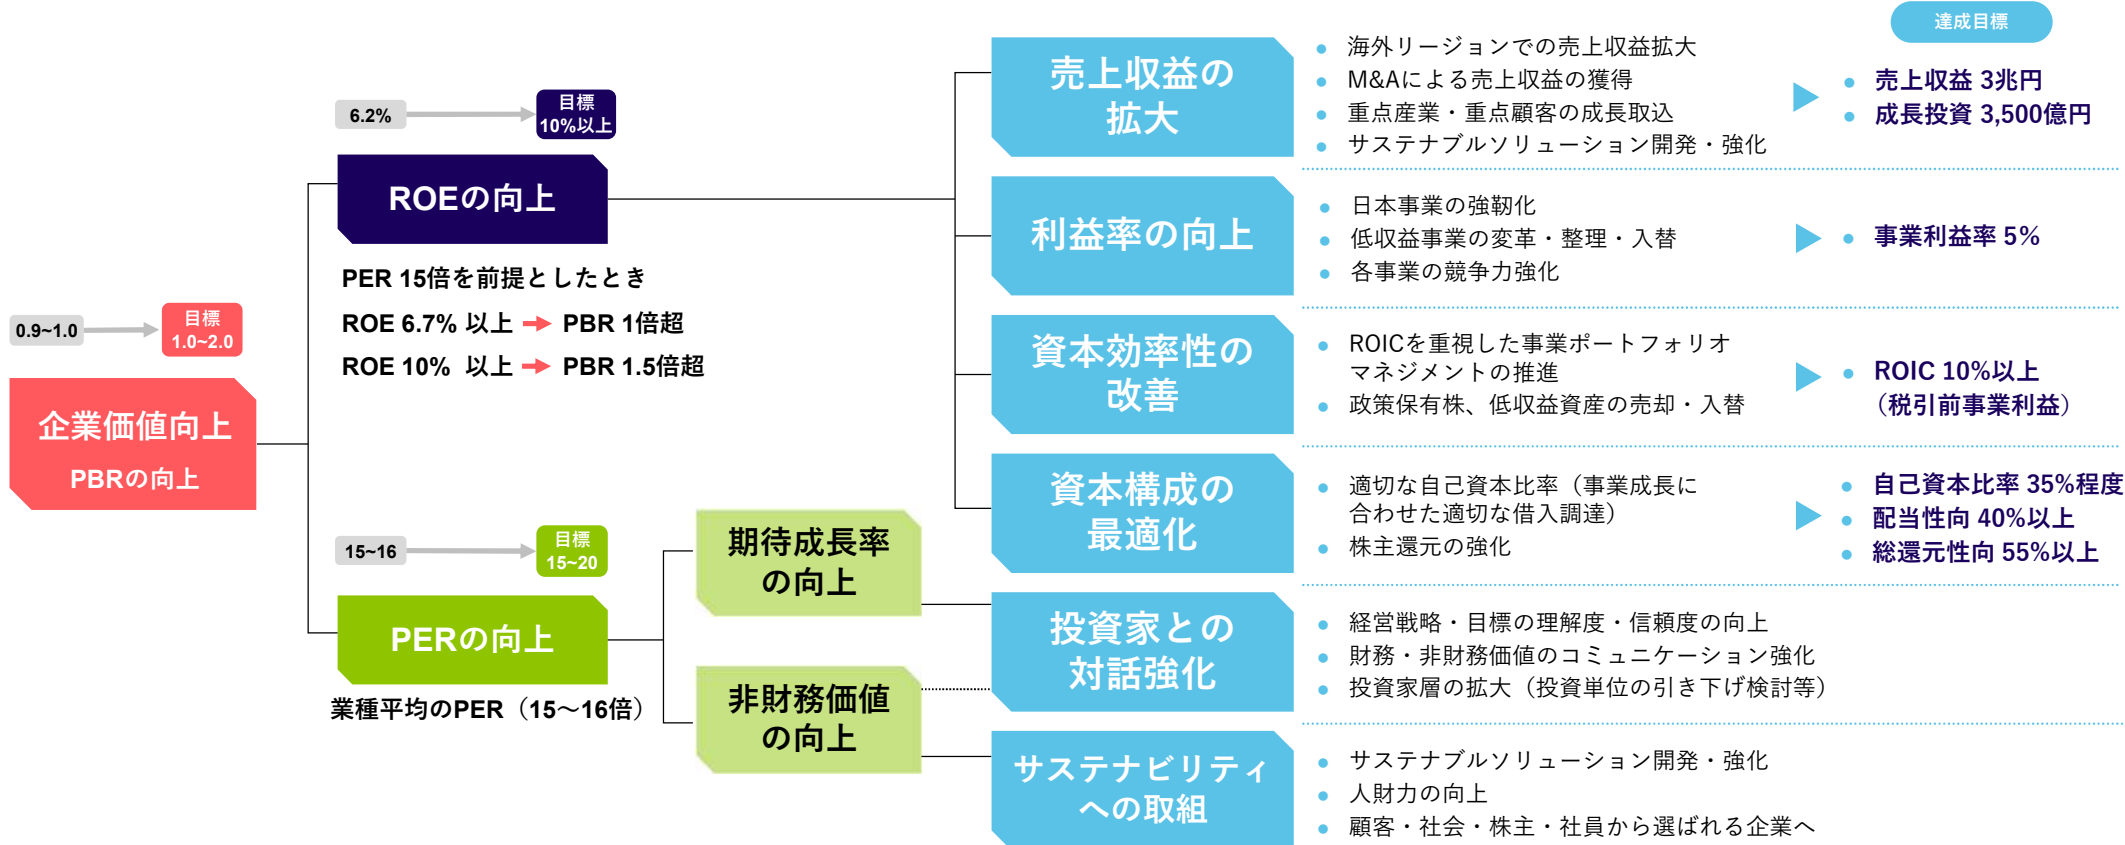 達成目標
0.9~1.0
目標
1.0~2.0
企業価値向上
PBRの向上
6.2%
目標
10%以上
ROEの向上
PER 15倍を前提としたとき
ROE 6.7% 以上 → PBR 1倍超
ROE 10% 以上 → PBR 1.5倍超
15~16
目標
15~20
PERの向上
業種平均のPER（15〜16倍）
期待成長率
の向上
非財務価値
の向上
売上収益の
拡大
● 海外リージョンでの売上収益拡大
● M&Aによる売上収益の獲得
● 重点産業・重点顧客の成長取込
● サステナブルソリューション開発・強化
● 売上収益 3兆円
● 成長投資 3,500億円
利益率の向上
● 日本事業の強靭化
● 低収益事業の変革・整理・入替
● 各事業の競争力強化
● 事業利益率 5%
資本効率性の
改善
● ROICを重視した事業ポートフォリオ
マネジメントの推進
● 政策保有株、低収益資産の売却・入替
● ROIC 10%以上
（税引前事業利益）
資本構成の
最適化
● 適切な自己資本比率（事業成長に
合わせた適切な借入調達）
● 株主還元の強化
● 自己資本比率 35%程度
● 配当性向 40%以上
● 総還元性向 55%以上
投資家との
対話強化
● 経営戦略・目標の理解度・信頼度の向上
● 財務・非財務価値のコミュニケーション強化
● 投資家層の拡大（投資単位の引き下げ検討等）
サステナビリティ
への取組
● サステナブルソリューション開発・強化
● 人財力の向上
● 顧客・社会・株主・社員から選ばれる企業へ